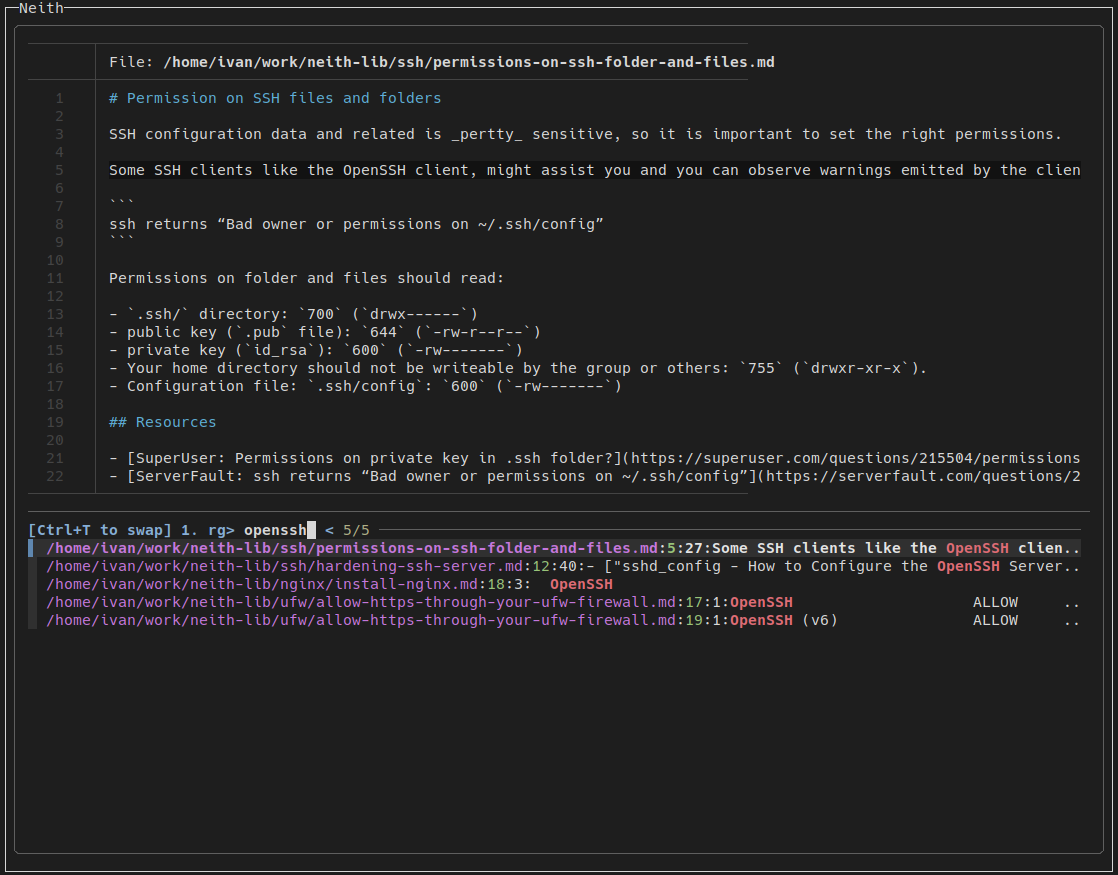 Neith
File: /home/ivan/work/neith-lib/ssh/permissions-on-ssh-folder-and-files.md
1 # Permission on SSH files and folders
2
3 SSH configuration data and related is _pertty_ sensitive, so it is important to set the right permissions.
4
5 Some SSH clients like the OpenSSH client, might assist you and you can observe warnings emitted by the clien
6
7 ```
8 ssh returns “Bad owner or permissions on ~/.ssh/config”
9 ```
10
11 Permissions on folder and files should read:
12
13 - `.ssh/` directory: `700` (`drwx------`)
14 - public key (`.pub` file): `644` (`-rw-r--r--`)
15 - private key (`id_rsa`): `600` (`-rw-------`)
16 - Your home directory should not be writeable by the group or others: `755` (`drwxr-xr-x`).
17 - Configuration file: `.ssh/config`: `600` (`-rw-------`)
18
19 ## Resources
20
21 - [SuperUser: Permissions on private key in .ssh folder?](https://superuser.com/questions/215504/permissions
22 - [ServerFault: ssh returns “Bad owner or permissions on ~/.ssh/config”](https://serverfault.com/questions/2
[Ctrl+T to swap] 1. rg> openssh < 5/5
/home/ivan/work/neith-lib/ssh/permissions-on-ssh-folder-and-files.md:5:27:Some SSH clients like the OpenSSH clien..
/home/ivan/work/neith-lib/ssh/hardening-ssh-server.md:12:40:- ["sshd_config - How to Configure the OpenSSH Server..
/home/ivan/work/neith-lib/nginx/install-nginx.md:18:3:  OpenSSH
/home/ivan/work/neith-lib/ufw/allow-https-through-your-ufw-firewall.md:17:1:OpenSSH ALLOW ..
/home/ivan/work/neith-lib/ufw/allow-https-through-your-ufw-firewall.md:19:1:OpenSSH (v6) ALLOW ..